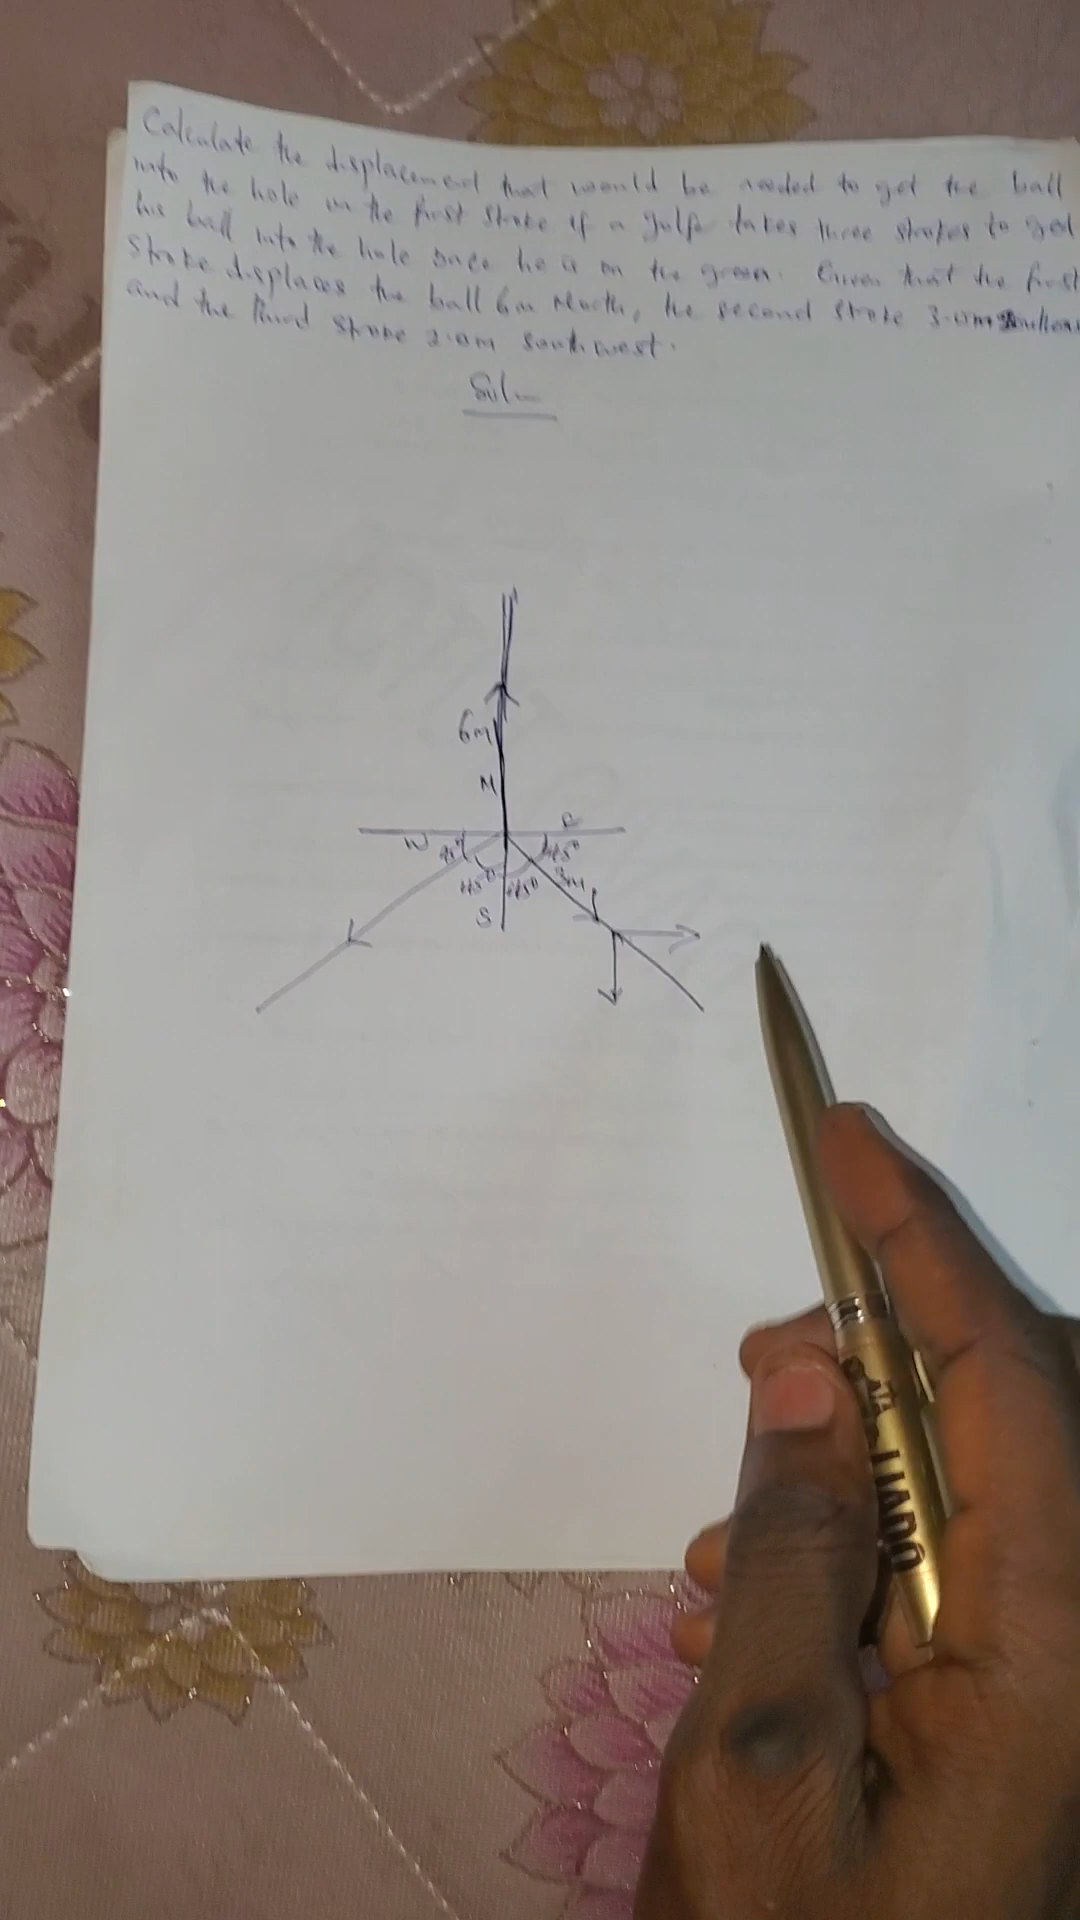 Calculate the displacement that would be needed to get the ball
into the hole on the first stroke if a golfer takes three strokes to get
his ball into the hole once he is on the green. Given that the first
stroke displaces the ball 6m North, the second stroke 3.0m
and the third stroke 2.0m southwest.
Sol
6m
N
W E
45° 45°
45° 45° 3m
S